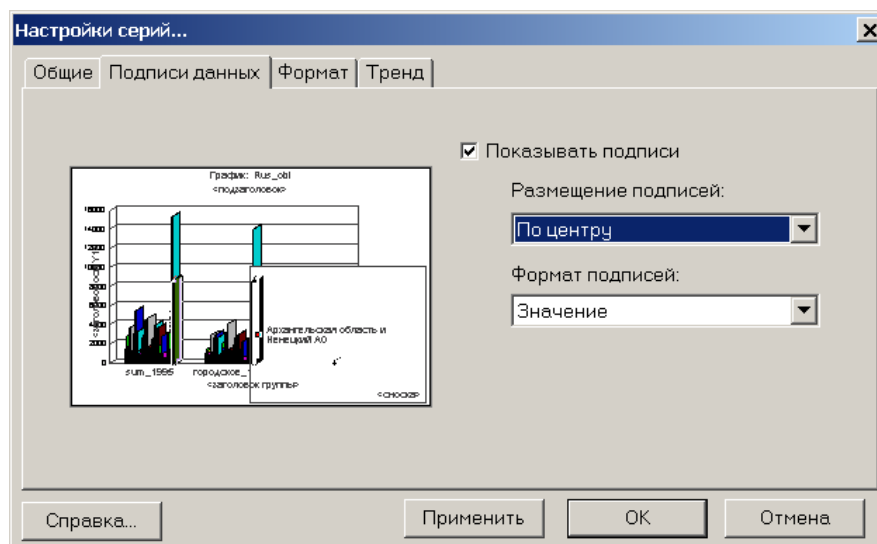 Настройки серий...
Общие Подписи данных Формат Тренд
Показывать подписи
Размещение подписей:
По центру
Формат подписей:
Значение
График: Rus_obl
<подзаголовок>
16000
14000
12000
10000
8000
6000
4000
2000
0
Архангельская область и
Ненецкий АО
sum_1995 городское_
<заголовок группы>
<сноска>
Справка... Применить OK Отмена